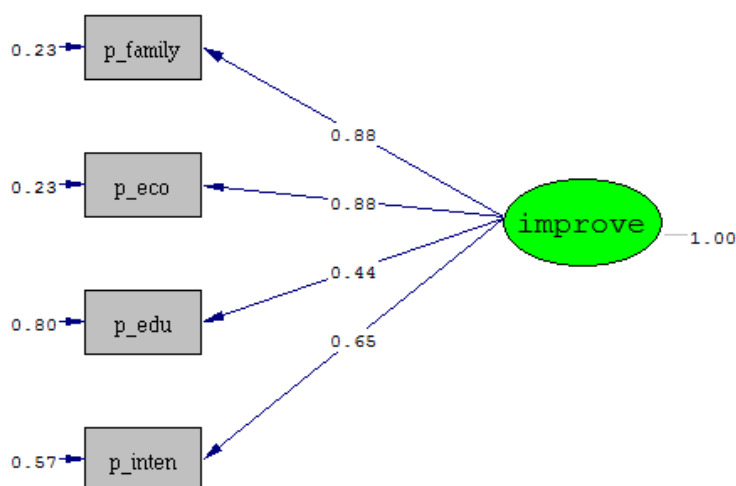 0.23 p_family
0.88
0.23 p_eco
0.88
improve
1.00
0.44
0.80 p_edu
0.65
0.57 p_inten